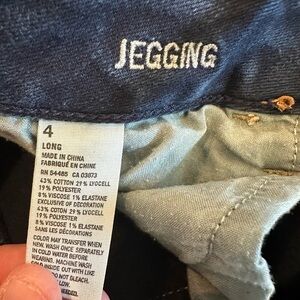 JEGGING
4
LONG
MADE IN CHINA
FABRIQUÉ EN CHINE
RN 54485 CA 03073
43% COTTON 29% LYOCELL
19% POLYESTER
8% VISCOSE 1% ELASTANE
EXCLUSIVE OF DECORATION
43% COTON 29% LYOCELL
19% POLYESTER
8% VISCOSE 1% ELASTHANNE
SANS LES DÉCORATIONS
COLOR MAY TRANSFER WHEN
NEW. WASH ONCE SEPARATELY
IN COLD WATER BEFORE
WEARING. MACHINE WASH
COLD INSIDE OUT WITH LIKE
TO NOT BLEACH.
LOW.